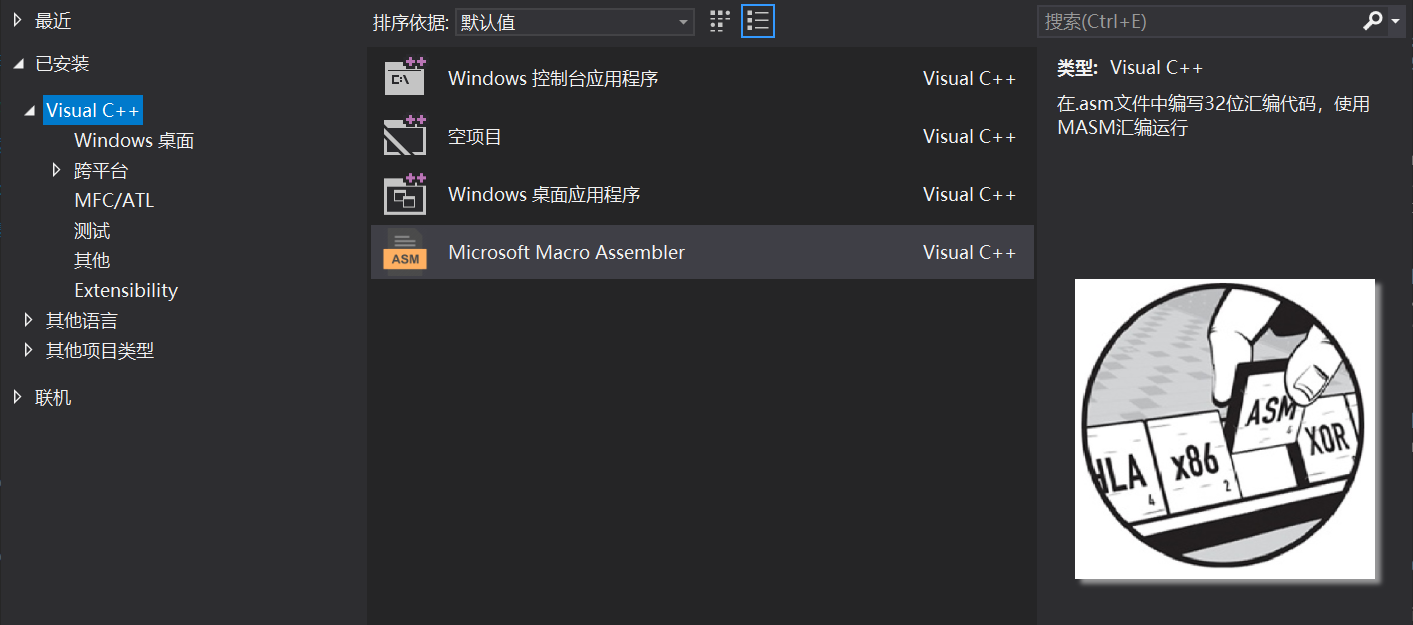 最近
已安装
Visual C++
Windows 桌面
跨平台
MFC/ATL
测试
其他
Extensibility
其他语言
其他项目类型
联机
排序依据: 默认值
Windows 控制台应用程序 Visual C++
空项目 Visual C++
Windows 桌面应用程序 Visual C++
ASM Microsoft Macro Assembler Visual C++
搜索(Ctrl+E)
类型: Visual C++
在.asm文件中编写32位汇编代码，使用
MASM汇编运行
ASM
XOR
HLA 4
x86 2